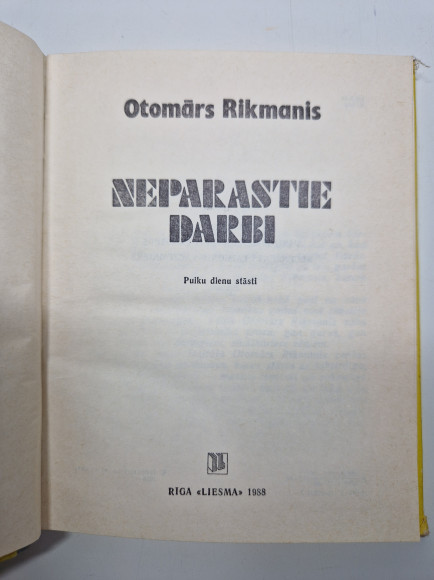 Otomārs Rikmanis
NEPARASTIE
DARBI
Puiku dienu stāsti
RĪGA «LIESMA» 1988